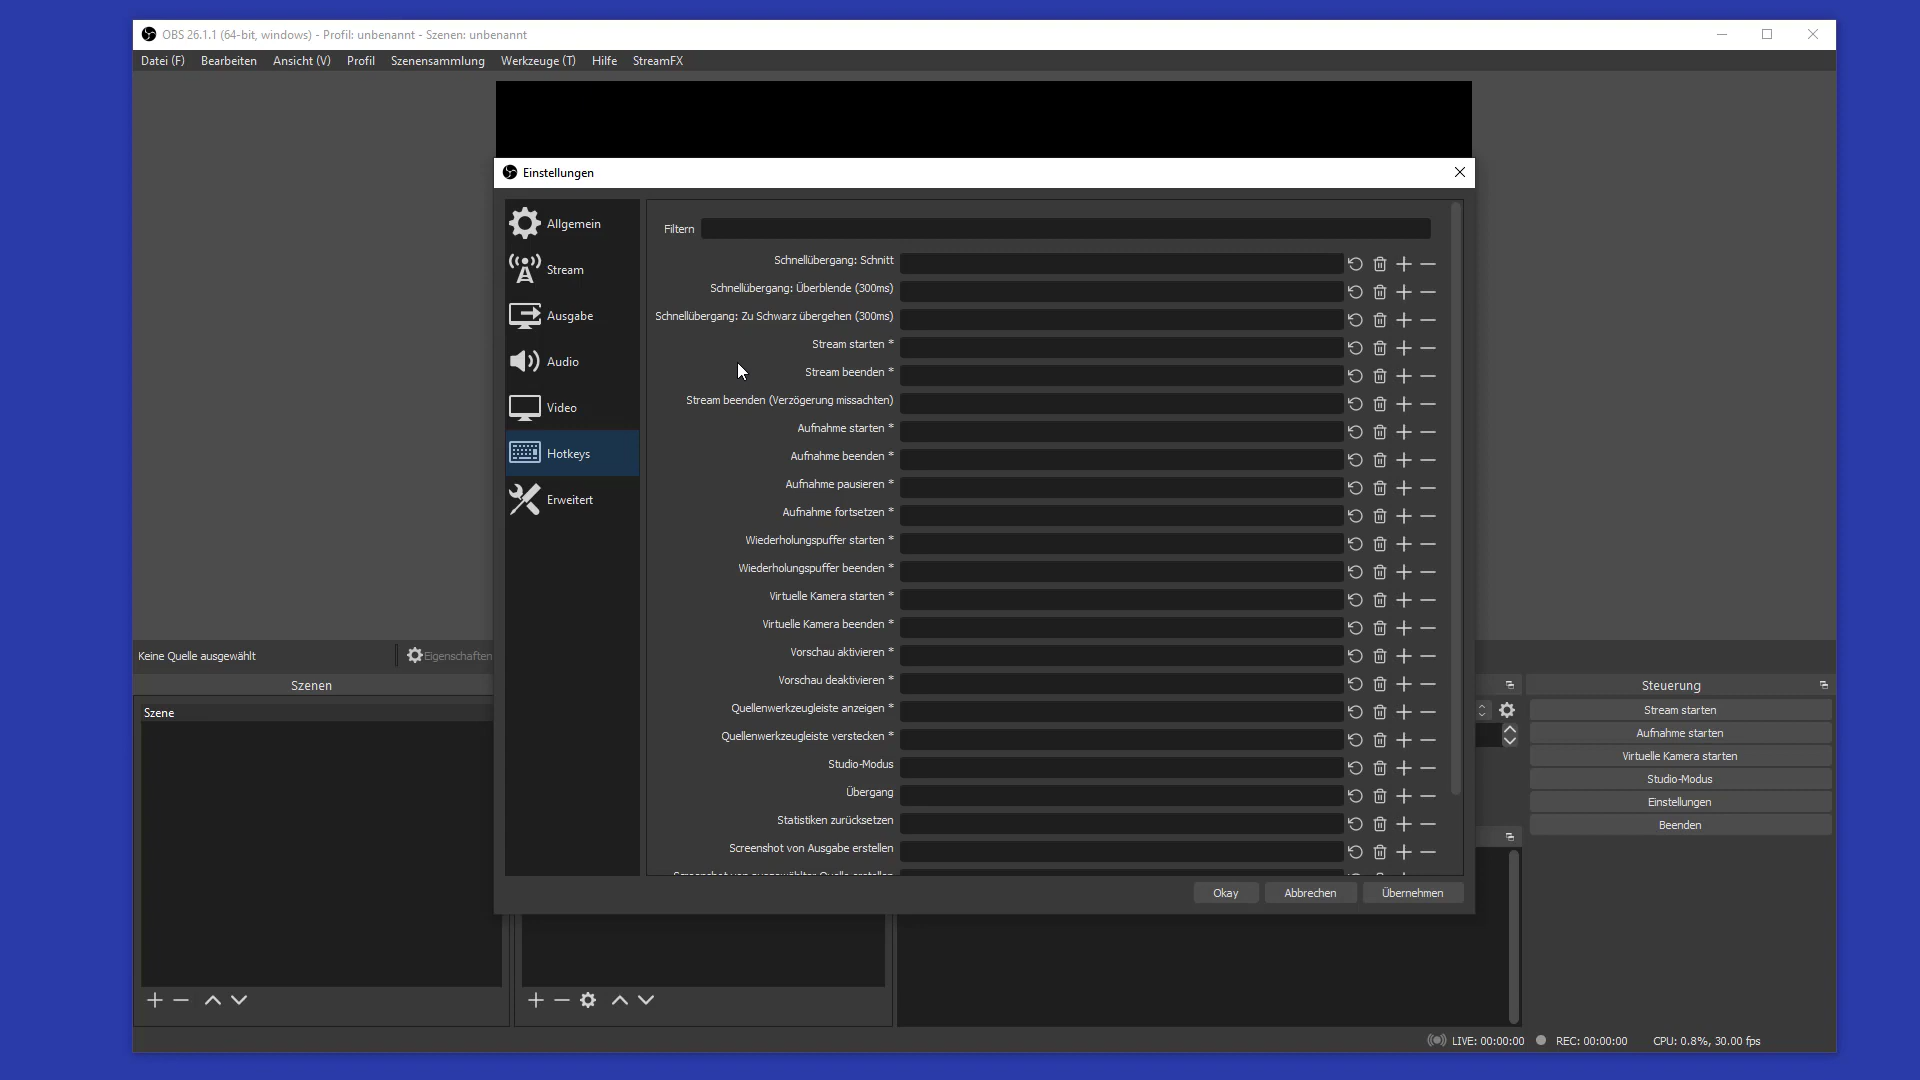 OBS 26.1.1 (64-bit, windows) - Profil: unbenannt - Szenen: unbenannt
Datei (F) Bearbeiten Ansicht (V) Profil Szenensammlung Werkzeuge (T) Hilfe StreamFX
Einstellungen
Allgemein
Stream
Ausgabe
Audio
Video
Hotkeys
Erweitert
Filtern
Schnellübergang: Schnitt
Schnellübergang: Überblende (300ms)
Schnellübergang: Zu Schwarz übergehen (300ms)
Stream starten *
Stream beenden *
Stream beenden (Verzögerung missachten)
Aufnahme starten *
Aufnahme beenden *
Aufnahme pausieren *
Aufnahme fortsetzen *
Wiederholungspuffer starten *
Wiederholungspuffer beenden *
Virtuelle Kamera starten *
Virtuelle Kamera beenden *
Vorschau aktivieren *
Vorschau deaktivieren *
Quellenwerkzeugleiste anzeigen *
Quellenwerkzeugleiste verstecken *
Studio-Modus
Übergang
Statistiken zurücksetzen
Screenshot von Ausgabe erstellen
Screenshot von ausgewählter Quelle erstellen
Okay Abbrechen Übernehmen
Keine Quelle ausgewählt Eigenschaften
Szenen
Szene
Steuerung
Stream starten
Aufnahme starten
Virtuelle Kamera starten
Studio-Modus
Einstellungen
Beenden
LIVE: 00:00:00 REC: 00:00:00 CPU: 0.8%, 30.00 fps